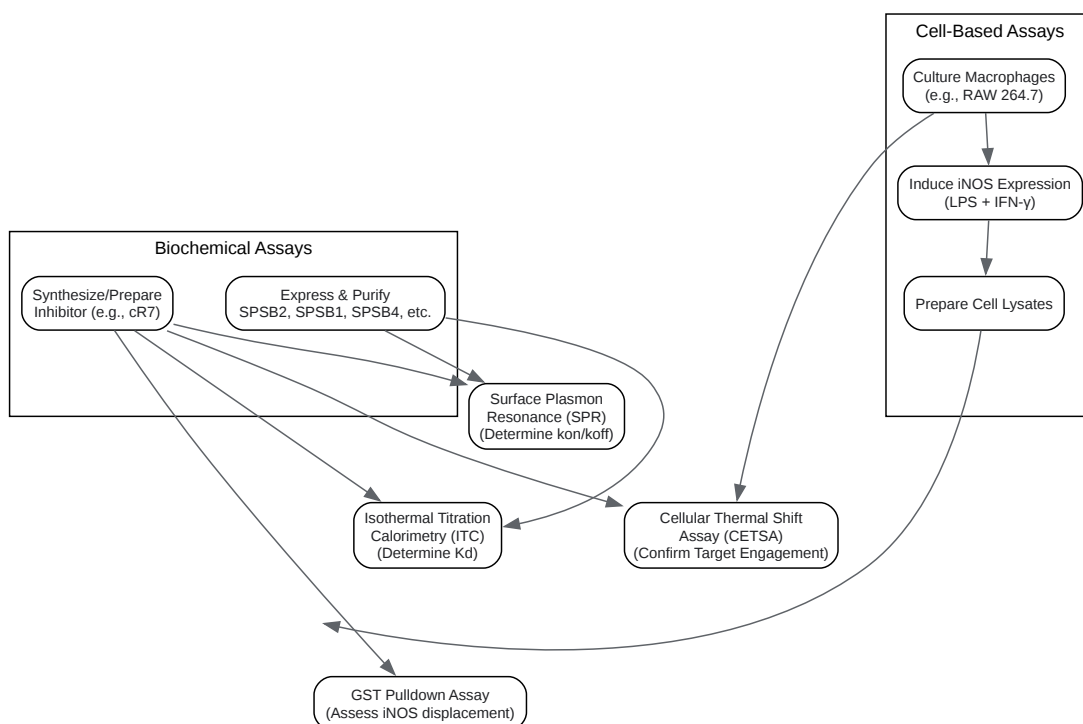 Cell-Based Assays
Culture Macrophages
(e.g., RAW 264.7)
Induce iNOS Expression
(LPS + IFN-γ)
Prepare Cell Lysates
Biochemical Assays
Synthesize/Prepare
Inhibitor (e.g., cR7)
Express & Purify
SPSB2, SPSB1, SPSB4, etc.
Surface Plasmon
Resonance (SPR)
(Determine kon/koff)
Isothermal Titration
Calorimetry (ITC)
(Determine Kd)
Cellular Thermal Shift
Assay (CETSA)
(Confirm Target Engagement)
GST Pulldown Assay
(Assess iNOS displacement)